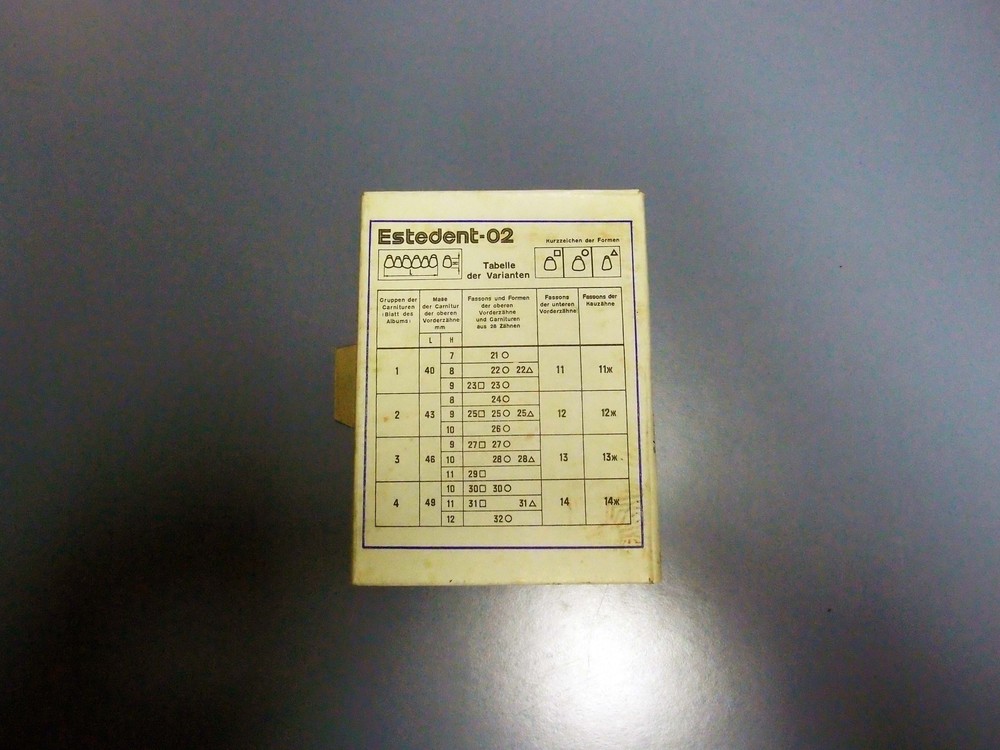 Estedent-02
Kurzzeichen der Formen
□ ○ △
L
H
Tabelle
der Varianten
Gruppen der
Carnituren
(Blatt des
Albums)
Mase
der Carnitur
der oberen
Vorderzähne
mm
L H
Fassons und Formen
der oberen
Vorderzähne
und Garnituren
aus 28 Zähnen
Fassons
der unteren
Vorderzähne
Fassons der
Kauzähne
1 40 7 21○ 11 11ж
8 22○ 22△
9 23□ 23○
2 43 8 24○ 12 12ж
9 25□ 25○ 25△
10 26○
3 46 9 27□ 27○ 13 13ж
10 28○ 28△
11 29□
4 49 10 30□ 30○ 14 14ж
11 31□ 31△
12 32○